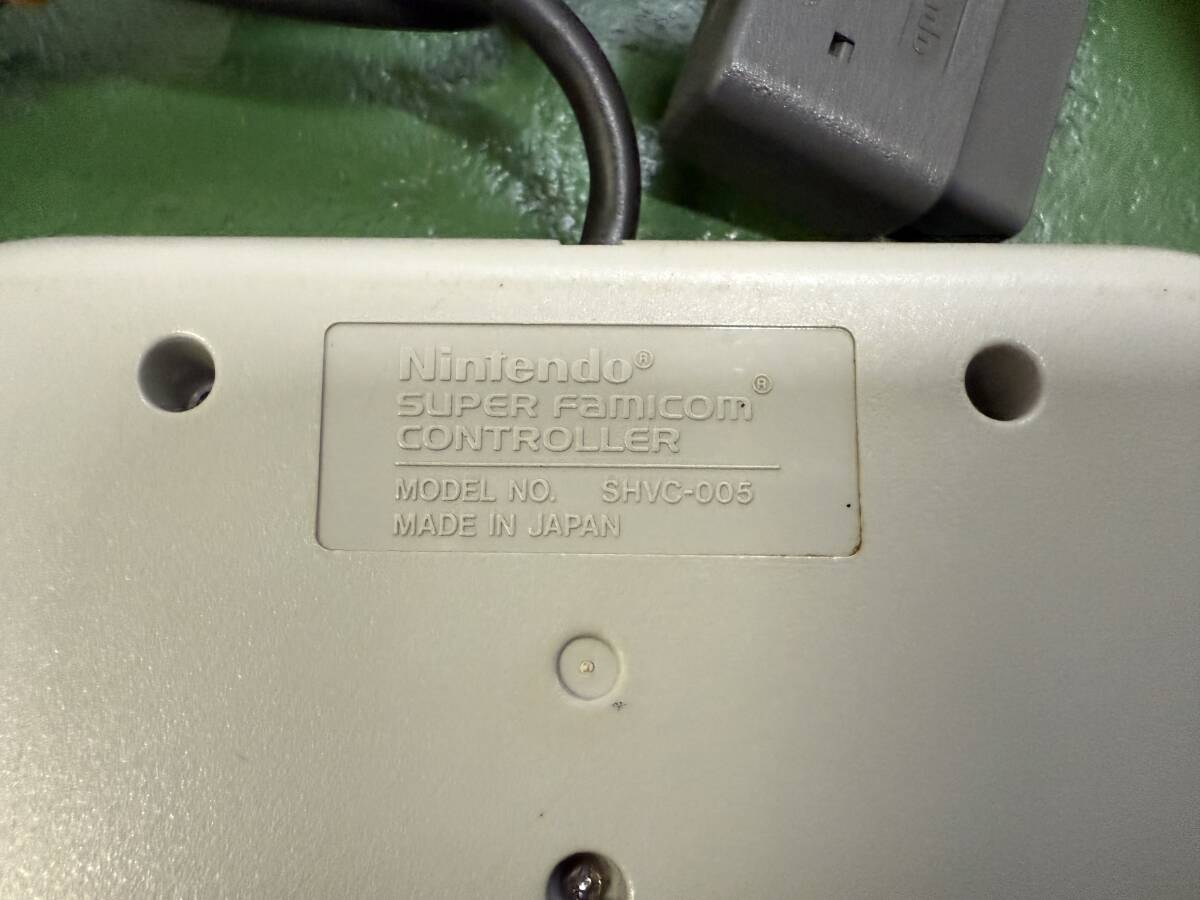 Nintendo®
SUPER FAMICOM®
CONTROLLER
MODEL NO. SHVC-005
MADE IN JAPAN